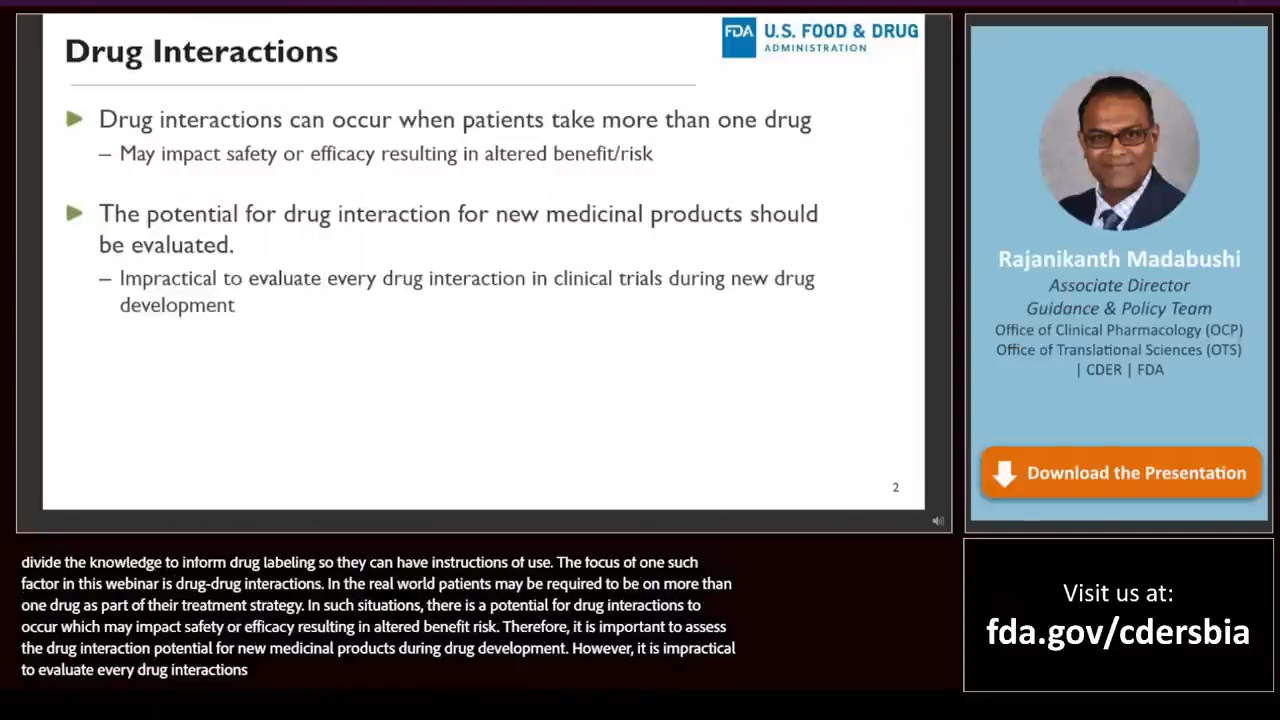 Drug Interactions
FDA
U.S. FOOD & DRUG
ADMINISTRATION
Drug interactions can occur when patients take more than one drug
– May impact safety or efficacy resulting in altered benefit/risk
The potential for drug interaction for new medicinal products should
be evaluated.
– Impractical to evaluate every drug interaction in clinical trials during new drug
development
2
Rajanikanth Madabushi
Associate Director
Guidance & Policy Team
Office of Clinical Pharmacology (OCP)
Office of Translational Sciences (OTS)
| CDER | FDA
Download the Presentation
divide the knowledge to inform drug labeling so they can have instructions of use. The focus of one such
factor in this webinar is drug-drug interactions. In the real world patients may be required to be on more than
one drug as part of their treatment strategy. In such situations, there is a potential for drug interactions to
occur which may impact safety or efficacy resulting in altered benefit risk. Therefore, it is important to assess
the drug interaction potential for new medicinal products during drug development. However, it is impractical
to evaluate every drug interactions
Visit us at:
fda.gov/cdersbia